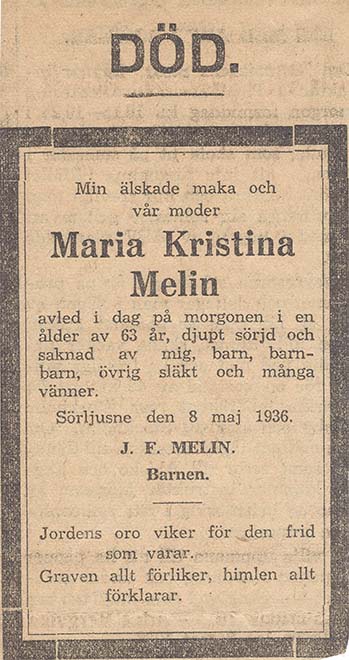 DÖD.
Min älskade maka och
vår moder
Maria Kristina
Melin
avled i dag på morgonen i en
ålder av 63 år, djupt sörjd och
saknad av mig, barn, barn-
barn, övrig släkt och många
vänner.
Sörljusne den 8 maj 1936.
J. F. MELIN.
Barnen.
Jordens oro viker för den frid
som varar.
Graven allt förliker, himlen allt
förklarar.